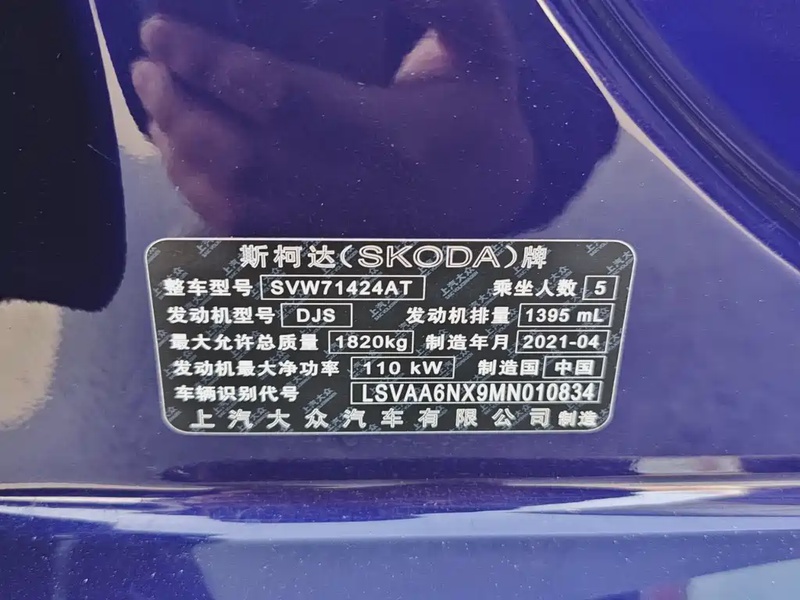 斯柯达(SKODA)牌
整车型号 SVW71424AT 乘坐人数 5
发动机型号 DJS 发动机排量 1395 mL
最大允许总质量 1820kg 制造年月 2021-04
发动机最大净功率 110 kW 制造国 中国
车辆识别代号 LSVAA6NX9MN010834
上汽大众汽车有限公司 制造